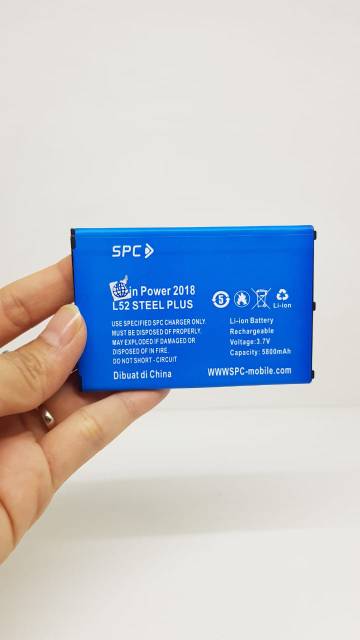 SPC
in Power 2018
L52 STEEL PLUS
USE SPECIFIED SPC CHARGER ONLY.
MUST BE DISPOSED OF PROPERLY.
MAY EXPLODED IF DAMAGED OR
DISPOSED OF IN FIRE.
DO NOT SHORT - CIRCUIT
Dibuat di China
5
Li-ion
Li-ion Battery
Rechargeable
Voltage:3.7V
Capacity: 5800mAh
WWWSPC-mobile.com